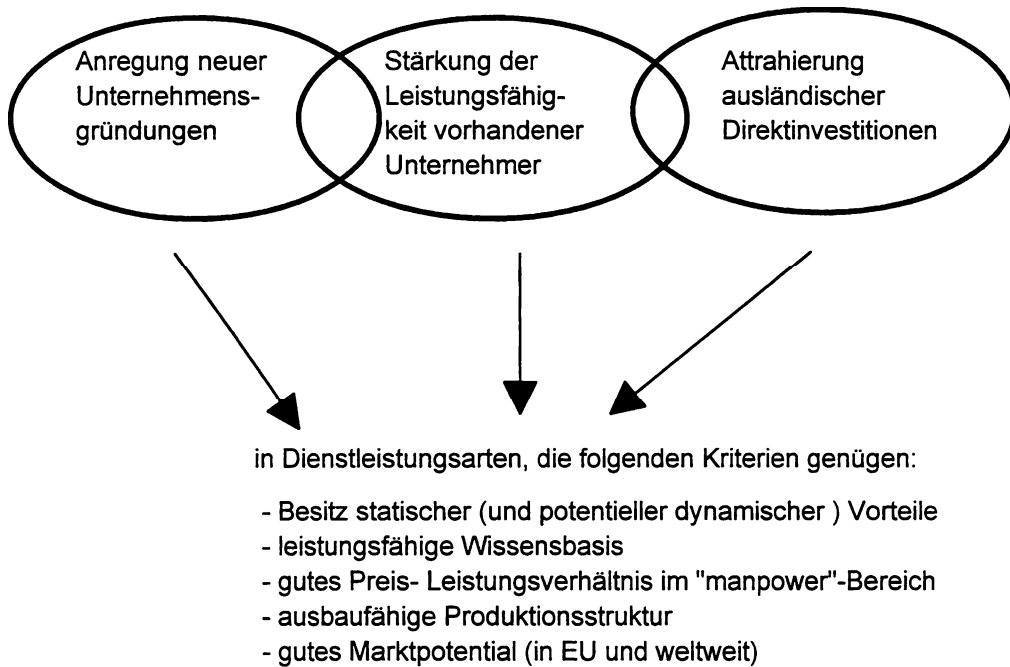 Anregung neuer
Unternehmens-
gründungen
Stärkung der
Leistungsfähig-
keit vorhandener
Unternehmer
Attrahierung
ausländischer
Direktinvestitionen
in Dienstleistungsarten, die folgenden Kriterien genügen:
- Besitz statischer (und potentieller dynamischer ) Vorteile
- leistungsfähige Wissensbasis
- gutes Preis- Leistungsverhältnis im "manpower"-Bereich
- ausbaufähige Produktionsstruktur
- gutes Marktpotential (in EU und weltweit)